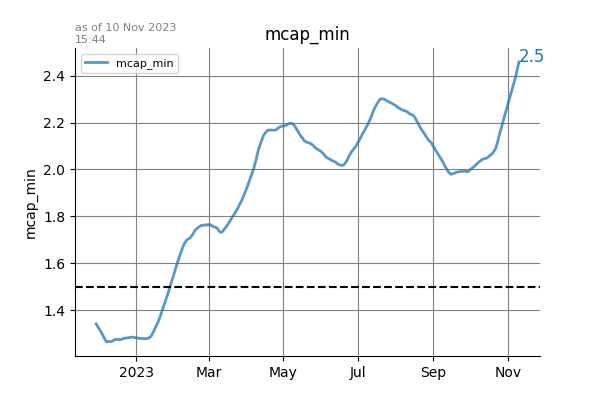 as of 10 Nov 2023
15:44
mcap_min
2.5
mcap_min
2.4
2.2
2.0
1.8
1.6
1.4
mcap_min
2023
Mar
May
Jul
Sep
Nov